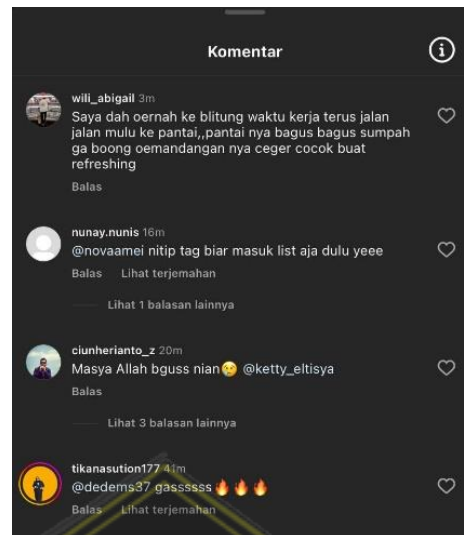 Komentar
wili_abigail 3m
Saya dah oernah ke blitung waktu kerja terus jalan
jalan mulu ke pantai,,pantai nya bagus bagus sumpah
ga boong oemandangan nya ceger cocok buat
refreshing
Balas
nunay.nunis 16m
@novaamei nitip tag biar masuk list aja dulu yeee
Balas Lihat terjemahan
Lihat 1 balasan lainnya
ciunherianto_z 20m
Masya Allah bguss nian🥹 @ketty_eltisya
Balas
Lihat 3 balasan lainnya
tikanasution177 41m
@dedems37 gassssss🔥🔥🔥
Balas Lihat terjemahan